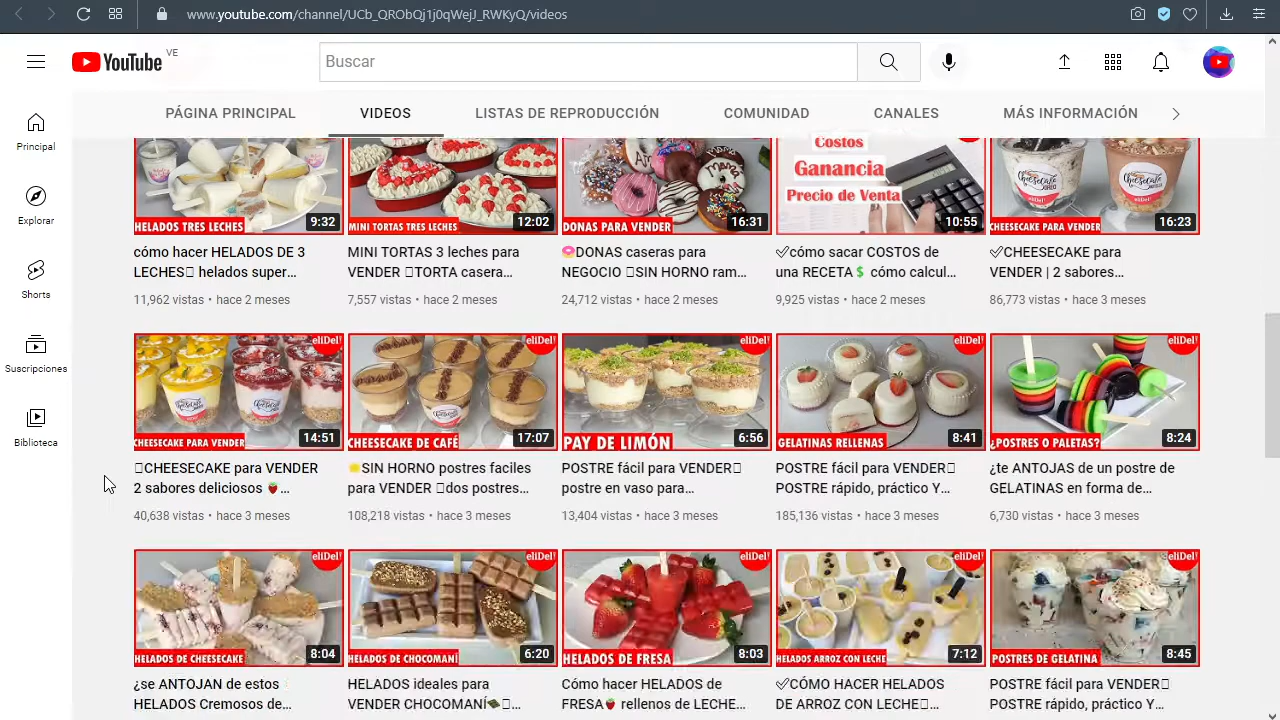 www.youtube.com/channel/UCb_QRObQj1j0qWejJ_RWKyQ/videos
YouTube VE
Buscar
PÁGINA PRINCIPAL VIDEOS LISTAS DE REPRODUCCIÓN COMUNIDAD CANALES MÁS INFORMACIÓN
Principal
Explorar
Shorts
Suscripciones
Biblioteca
HELADOS TRES LECHES 9:32
MINI TORTAS TRES LECHES 12:02
DONAS PARA VENDER 16:31
Costos
Ganancia
Precio de Venta
10:55
CHEESECAKE PARA VENDER 16:23
cómo hacer HELADOS DE 3
LECHES helados super...
11,962 vistas • hace 2 meses
MINI TORTAS 3 leches para
VENDER TORTA casera...
7,557 vistas • hace 2 meses
🍩DONAS caseras para
NEGOCIO SIN HORNO ram...
24,712 vistas • hace 2 meses
✅cómo sacar COSTOS de
una RECETA💲 cómo calcul...
9,925 vistas • hace 2 meses
✅CHEESECAKE para
VENDER | 2 sabores...
86,773 vistas • hace 3 meses
eliDel!
CHEESECAKE PARA VENDER 14:51
eliDel!
CHEESECAKE DE CAFÉ 17:07
eliDel!
PAY DE LIMÓN 6:56
eliDel!
GELATINAS RELLENAS 8:41
eliDel!
¿POSTRES O PALETAS? 8:24
CHEESECAKE para VENDER
2 sabores deliciosos 🍓...
40,638 vistas • hace 3 meses
SIN HORNO postres faciles
para VENDER dos postres...
108,218 vistas • hace 3 meses
POSTRE fácil para VENDER
postre en vaso para...
13,404 vistas • hace 3 meses
POSTRE fácil para VENDER
POSTRE rápido, práctico Y...
185,136 vistas • hace 3 meses
¿te ANTOJAS de un postre de
GELATINAS en forma de...
6,730 vistas • hace 3 meses
eliDel!
HELADOS DE CHEESECAKE 8:04
eliDel!
HELADOS DE CHOCOMANÍ 6:20
eliDel!
HELADOS DE FRESA 8:03
eliDel!
HELADOS ARROZ CON LECHE 7:12
eliDel!
POSTRES DE GELATINA 8:45
¿se ANTOJAN de estos
HELADOS Cremosos de...
HELADOS ideales para
VENDER CHOCOMANÍ...
Cómo hacer HELADOS de
FRESA🍓 rellenos de LECHE...
✅CÓMO HACER HELADOS
DE ARROZ CON LECHE...
POSTRE fácil para VENDER
POSTRE rápido, práctico Y...